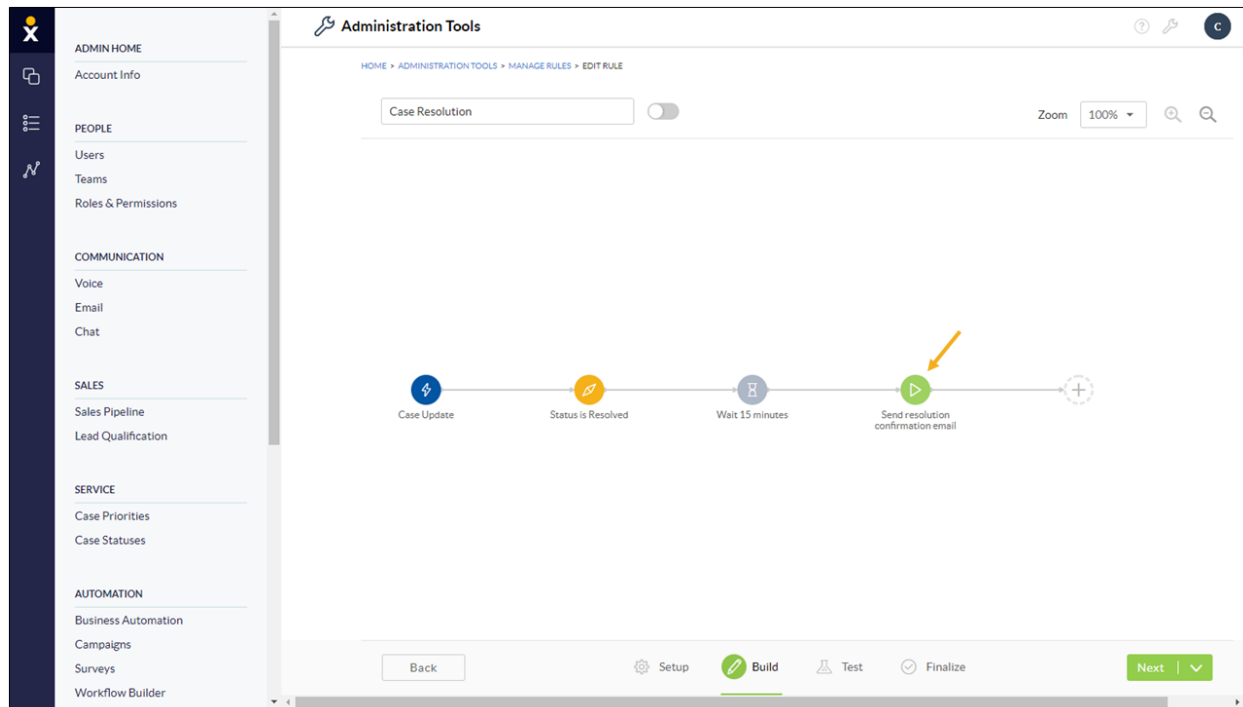 Administration Tools
C
ADMIN HOME
Account Info
PEOPLE
Users
Teams
Roles & Permissions
COMMUNICATION
Voice
Email
Chat
SALES
Sales Pipeline
Lead Qualification
SERVICE
Case Priorities
Case Statuses
AUTOMATION
Business Automation
Campaigns
Surveys
Workflow Builder
HOME > ADMINISTRATION TOOLS > MANAGE RULES > EDIT RULE
Case Resolution
Zoom 100%
Case Update
Status is Resolved
Wait 15 minutes
Send resolution
confirmation email
Back
Setup
Build
Test
Finalize
Next